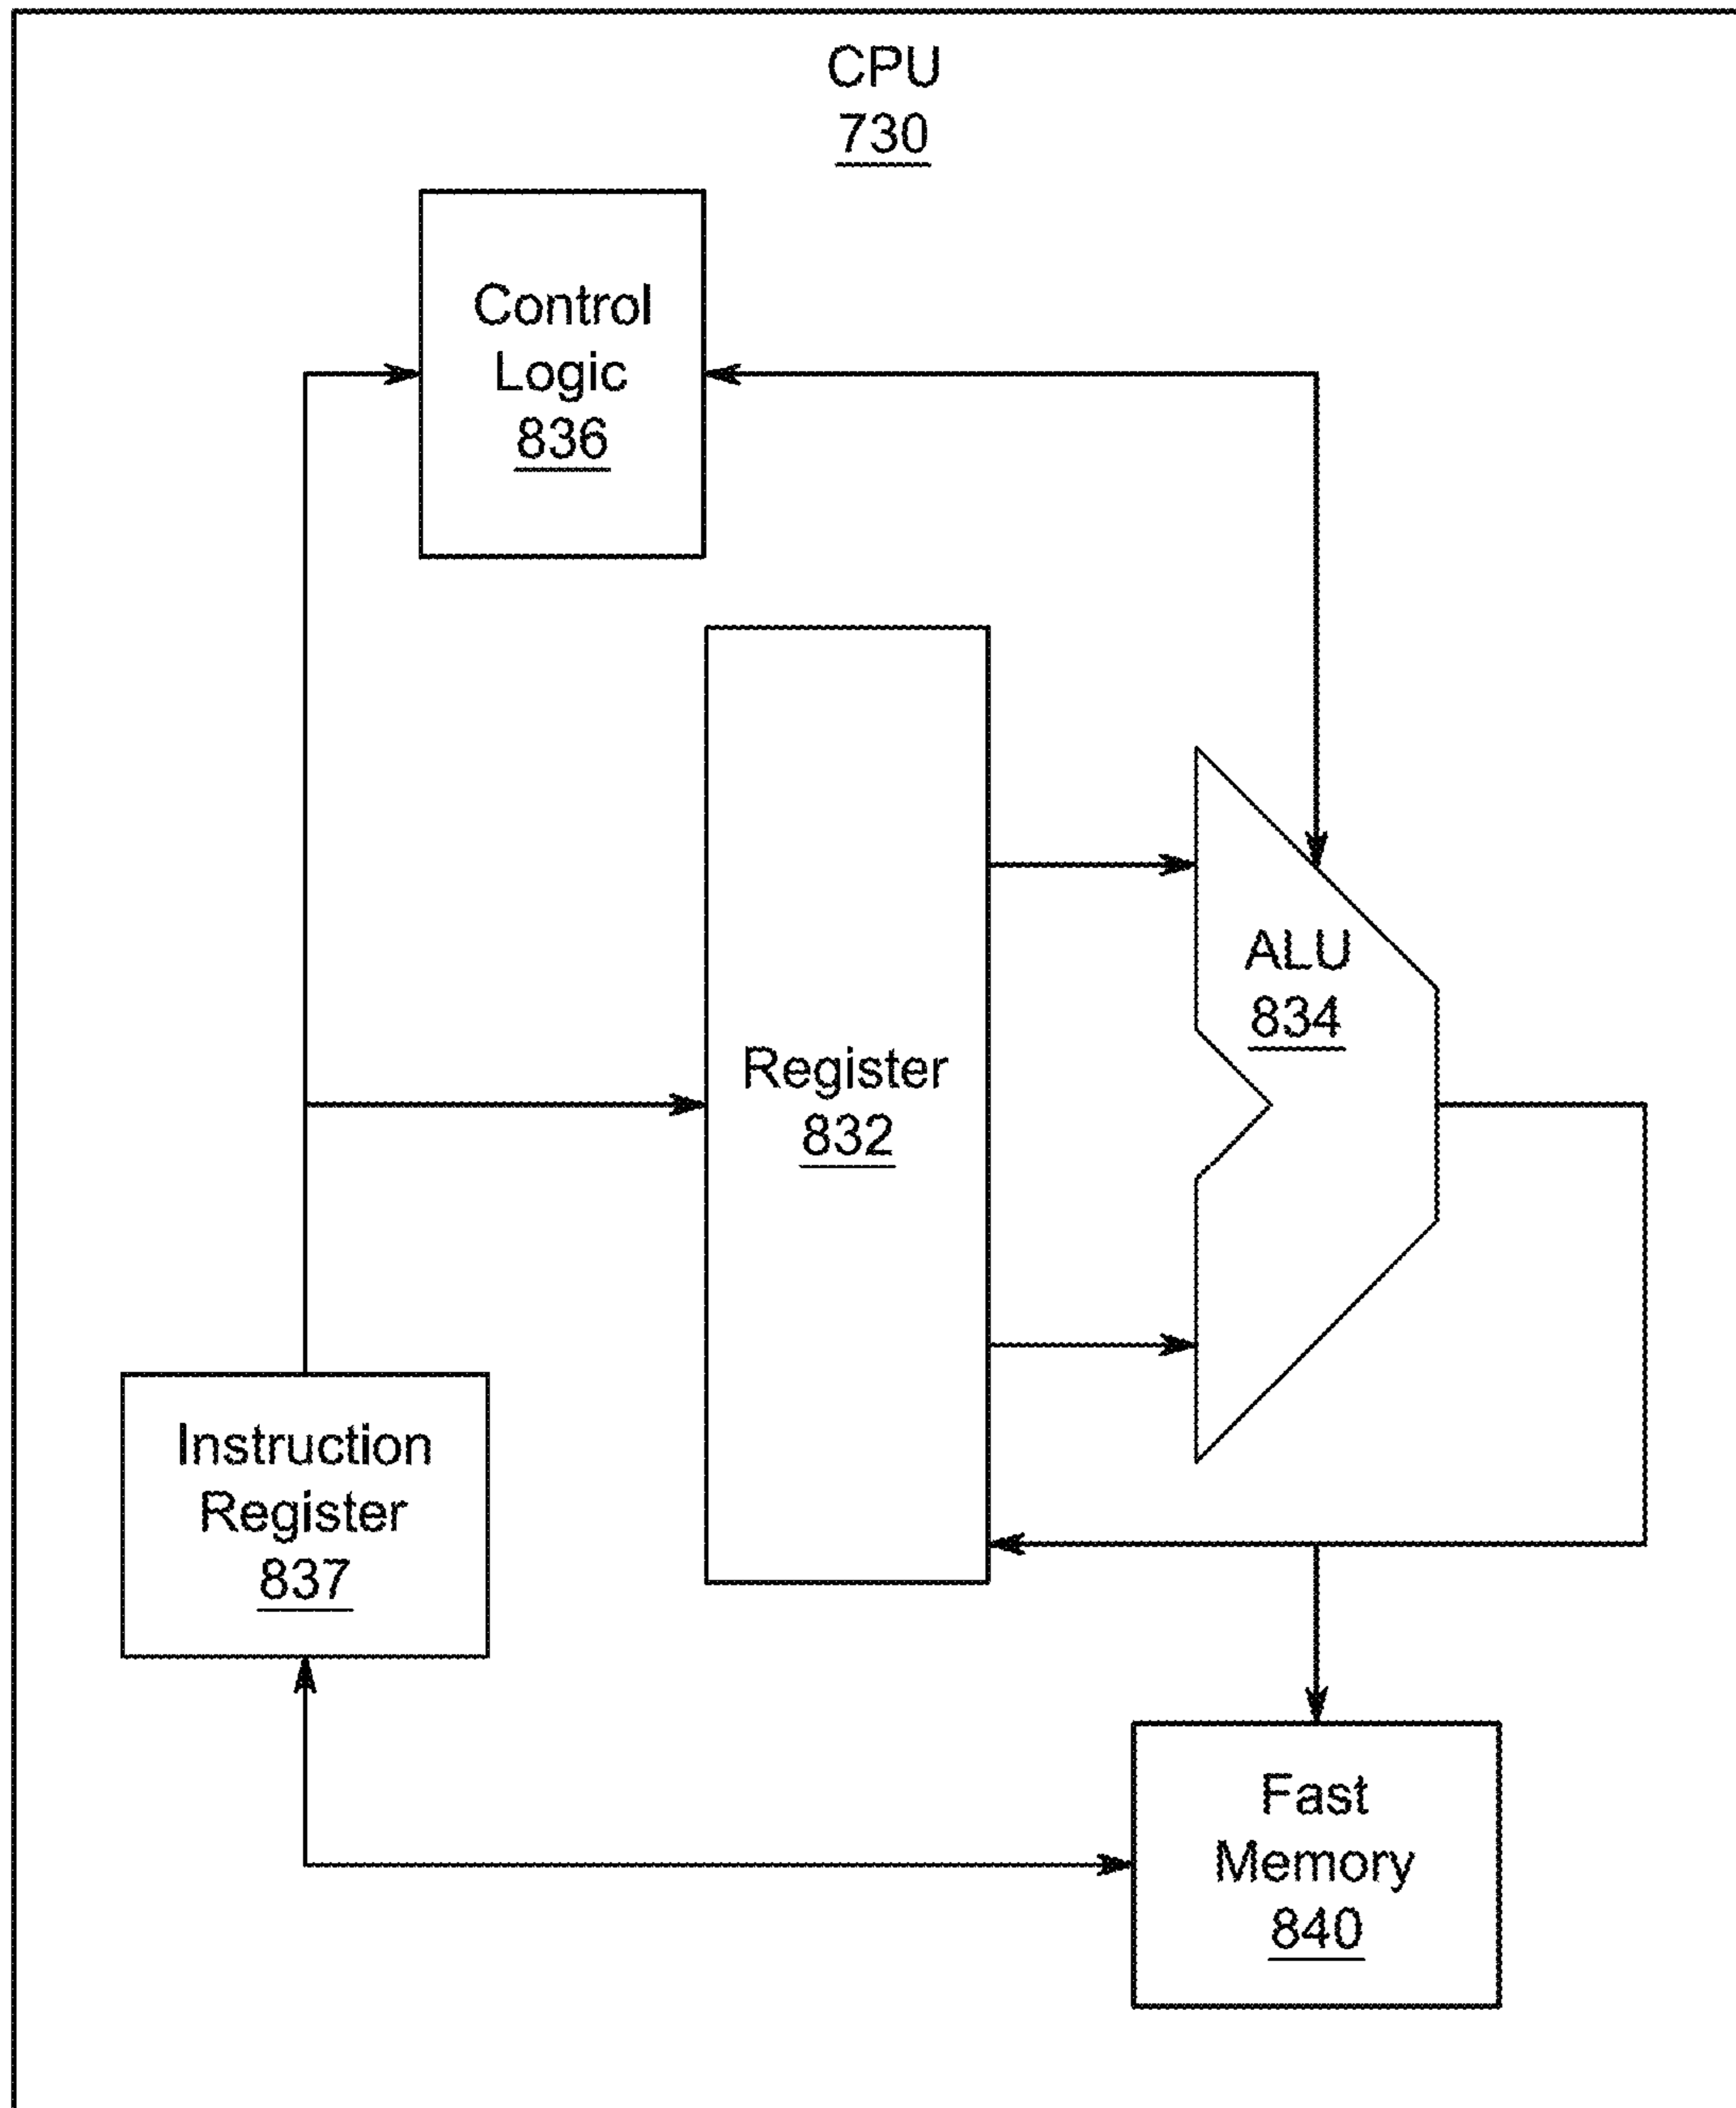 CPU
730
Control
Logic
836
Register
832
ALU
834
Instruction
Register
837
Fast
Memory
840